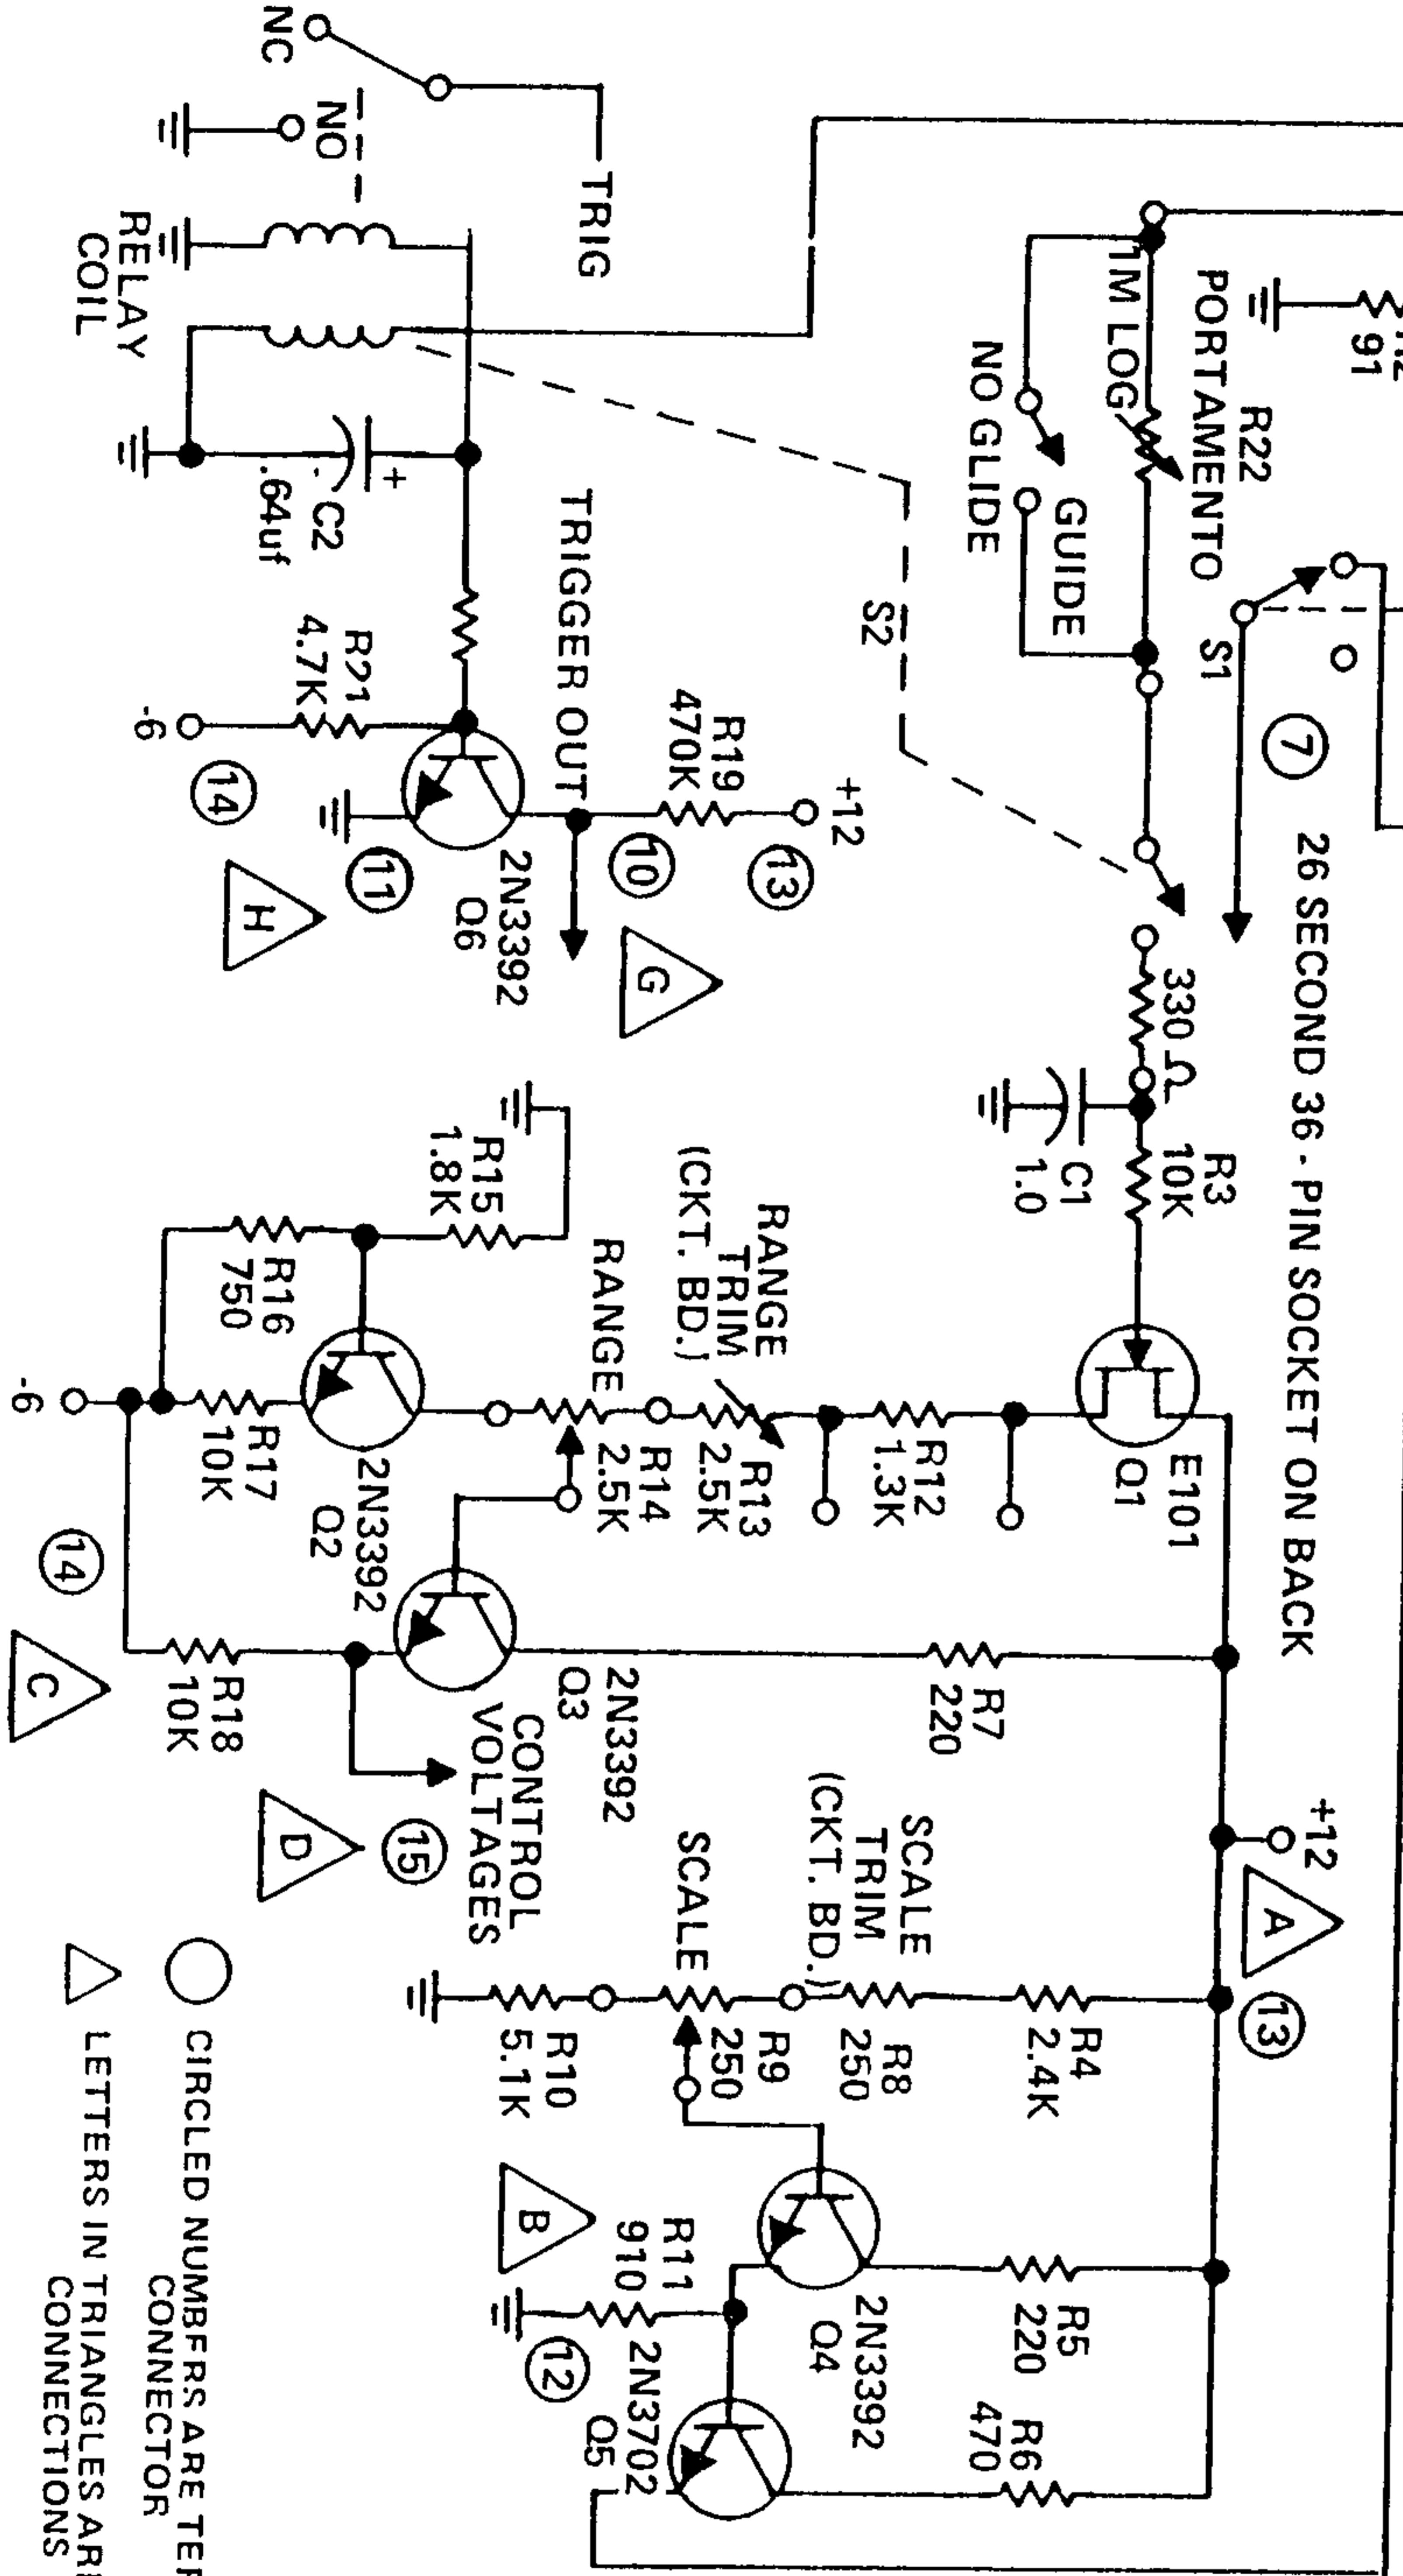 91
R22
PORTAMENTO
1M LOG
NO GLIDE
GUIDE
S1
7
26 SECOND 36 - PIN SOCKET ON BACK
S2
330 Ω
R3
10K
C1
1.0
E101
Q1
+12
A
13
NC
NO
TRIG
RELAY
COIL
C2
.64uf
+
-
TRIGGER OUT
R21
4.7K
-6
14
R19
470K
+12
13
10
11
2N3392
Q6
H
G
R15
1.8K
R16
750
R17
10K
-6
14
C
2N3392
Q2
RANGE
R14
2.5K
RANGE
TRIM
(CKT. BD.)
R13
2.5K
R12
1.3K
2N3392
Q3
R7
220
R18
10K
CONTROL
VOLTAGES
15
D
SCALE
TRIM
(CKT. BD.)
SCALE
R4
2.4K
R8
250
R9
250
R10
5.1K
B
R11
910
12
2N3392
Q4
R5
220
R6
470
2N3702
Q5
CIRCLED NUMBERS ARE TER
CONNECTOR
LETTERS IN TRIANGLES ARE
CONNECTIONS